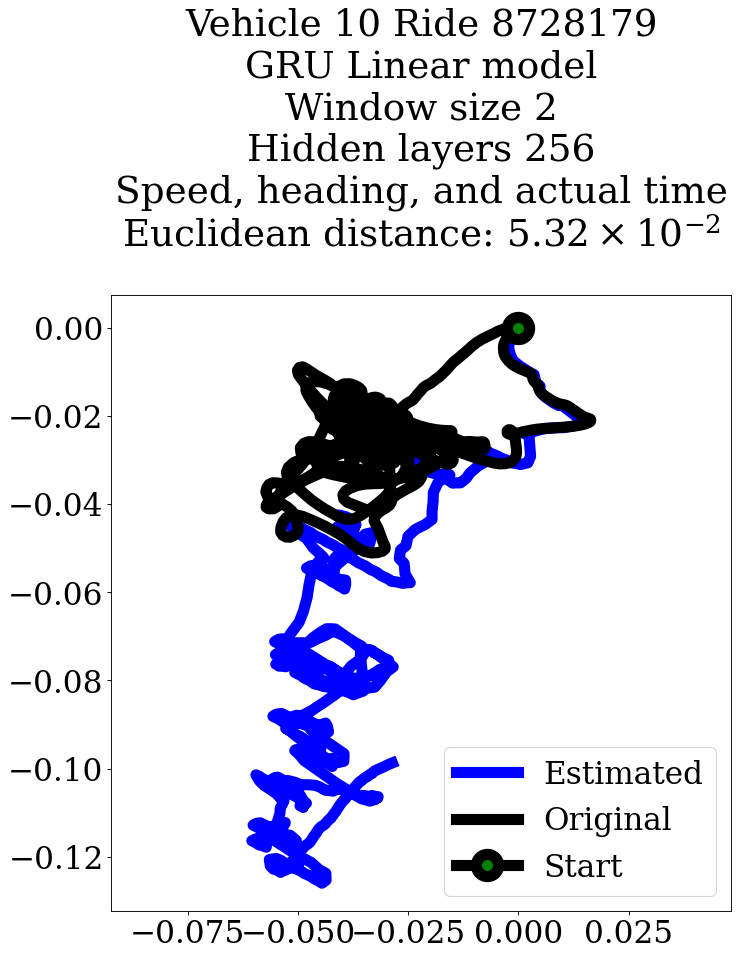 Vehicle 10 Ride 8728179
GRU Linear model
Window size 2
Hidden layers 256
Speed, heading, and actual time
Euclidean distance: 5.32 × 10⁻²
0.00
−0.02
−0.04
−0.06
−0.08
−0.10
−0.12
Estimated
Original
Start
−0.075 −0.050 −0.025 0.000 0.025